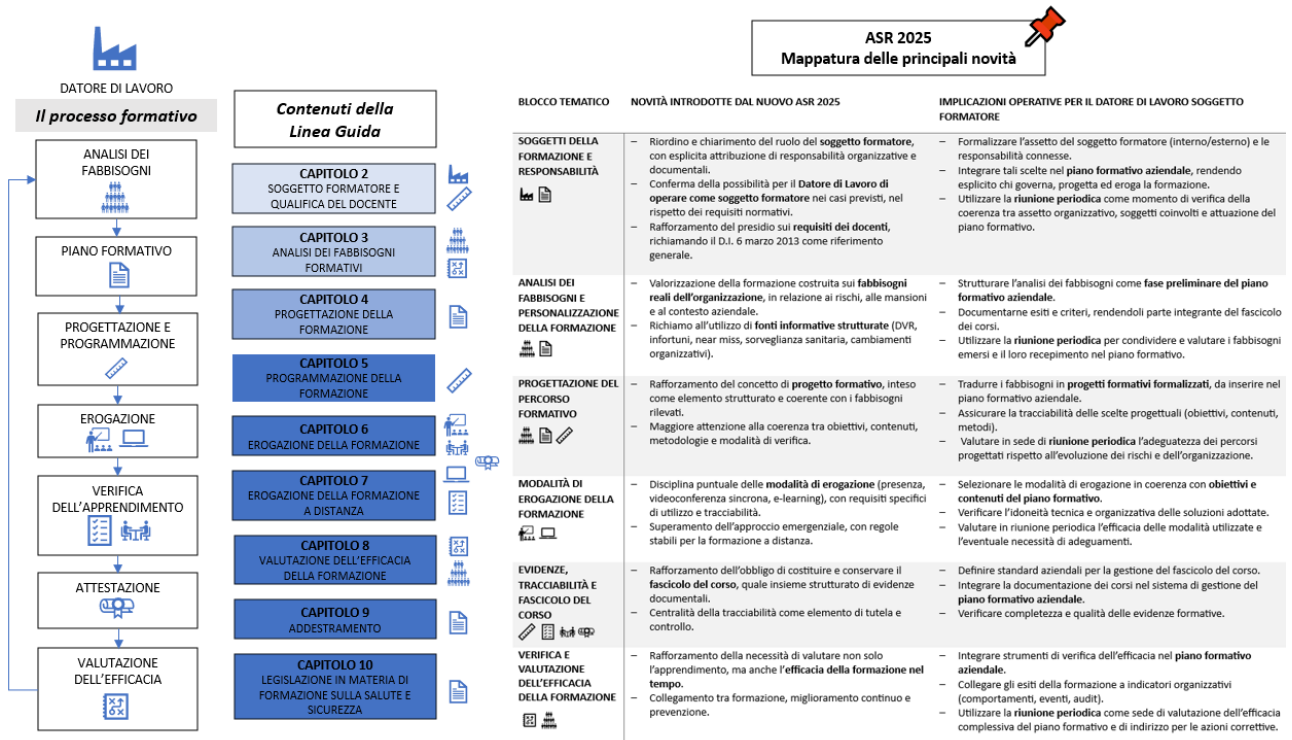 DATORE DI LAVORO
Il processo formativo
ANALISI DEI
FABBISOGNI
PIANO FORMATIVO
PROGETTAZIONE E
PROGRAMMAZIONE
EROGAZIONE
VERIFICA
DELL'APPRENDIMENTO
ATTESTAZIONE
VALUTAZIONE
DELL'EFFICACIA
Contenuti della
Linea Guida
CAPITOLO 2
SOGGETTO FORMATORE E
QUALIFICA DEL DOCENTE
CAPITOLO 3
ANALISI DEI FABBISOGNI
FORMATIVI
CAPITOLO 4
PROGETTAZIONE DELLA
FORMAZIONE
CAPITOLO 5
PROGRAMMAZIONE DELLA
FORMAZIONE
CAPITOLO 6
EROGAZIONE DELLA FORMAZIONE
CAPITOLO 7
EROGAZIONE DELLA FORMAZIONE
A DISTANZA
CAPITOLO 8
VALUTAZIONE DELL'EFFICACIA
DELLA FORMAZIONE
CAPITOLO 9
ADDESTRAMENTO
CAPITOLO 10
LEGISLAZIONE IN MATERIA DI
FORMAZIONE SULLA SALUTE E
SICUREZZA
ASR 2025
Mappatura delle principali novità
BLOCCO TEMATICO
NOVITÀ INTRODOTTE DAL NUOVO ASR 2025
IMPLICAZIONI OPERATIVE PER IL DATORE DI LAVORO SOGGETTO
FORMATORE
SOGGETTI DELLA
FORMAZIONE E
RESPONSABILITÀ
– Riordino e chiarimento del ruolo del soggetto formatore,
con esplicita attribuzione di responsabilità organizzative e
documentali.
– Conferma della possibilità per il Datore di Lavoro di
operare come soggetto formatore nei casi previsti, nel
rispetto dei requisiti normativi.
– Rafforzamento del presidio sui requisiti dei docenti,
richiamando il D.I. 6 marzo 2013 come riferimento
generale.
– Formalizzare l'assetto del soggetto formatore (interno/esterno) e le
responsabilità connesse.
– Integrare tali scelte nel piano formativo aziendale, rendendo
esplicito chi governa, progetta ed eroga la formazione.
– Utilizzare la riunione periodica come momento di verifica della
coerenza tra assetto organizzativo, soggetti coinvolti e attuazione del
piano formativo.
ANALISI DEI
FABBISOGNI E
PERSONALIZZAZIONE
DELLA FORMAZIONE
– Valorizzazione della formazione costruita sui fabbisogni
reali dell'organizzazione, in relazione ai rischi, alle mansioni
e al contesto aziendale.
– Richiamo all'utilizzo di fonti informative strutturate (DVR,
infortuni, near miss, sorveglianza sanitaria, cambiamenti
organizzativi).
– Strutturare l'analisi dei fabbisogni come fase preliminare del piano
formativo aziendale.
– Documentarne esiti e criteri, rendendoli parte integrante del fascicolo
dei corsi.
– Utilizzare la riunione periodica per condividere e valutare i fabbisogni
emersi e il loro recepimento nel piano formativo.
PROGETTAZIONE DEL
PERCORSO
FORMATIVO
– Rafforzamento del concetto di progetto formativo, inteso
come elemento strutturato e coerente con i fabbisogni
rilevati.
– Maggiore attenzione alla coerenza tra obiettivi, contenuti,
metodologie e modalità di verifica.
– Tradurre i fabbisogni in progetti formativi formalizzati, da inserire nel
piano formativo aziendale.
– Assicurare la tracciabilità delle scelte progettuali (obiettivi, contenuti,
metodi).
– Valutare in sede di riunione periodica l'adeguatezza dei percorsi
progettati rispetto all'evoluzione dei rischi e dell'organizzazione.
MODALITÀ DI
EROGAZIONE DELLA
FORMAZIONE
– Disciplina puntuale delle modalità di erogazione (presenza,
videoconferenza sincrona, e-learning), con requisiti specifici
di utilizzo e tracciabilità.
– Superamento dell'approccio emergenziale, con regole
stabili per la formazione a distanza.
– Selezionare le modalità di erogazione in coerenza con obiettivi e
contenuti del piano formativo.
– Verificare l'idoneità tecnica e organizzativa delle soluzioni adottate.
– Valutare in riunione periodica l'efficacia delle modalità utilizzate e
l'eventuale necessità di adeguamenti.
EVIDENZE,
TRACCIABILITÀ E
FASCICOLO DEL
CORSO
– Rafforzamento dell'obbligo di costituire e conservare il
fascicolo del corso, quale insieme strutturato di evidenze
documentali.
– Centralità della tracciabilità come elemento di tutela e
controllo.
– Definire standard aziendali per la gestione del fascicolo del corso.
– Integrare la documentazione dei corsi nel sistema di gestione del
piano formativo aziendale.
– Verificare completezza e qualità delle evidenze formative.
VERIFICA E
VALUTAZIONE
DELL'EFFICACIA
DELLA FORMAZIONE
– Rafforzamento della necessità di valutare non solo
l'apprendimento, ma anche l'efficacia della formazione nel
tempo.
– Collegamento tra formazione, miglioramento continuo e
prevenzione.
– Integrare strumenti di verifica dell'efficacia nel piano formativo
aziendale.
– Collegare gli esiti della formazione a indicatori organizzativi
(comportamenti, eventi, audit).
– Utilizzare la riunione periodica come sede di valutazione dell'efficacia
complessiva del piano formativo e di indirizzo per le azioni correttive.